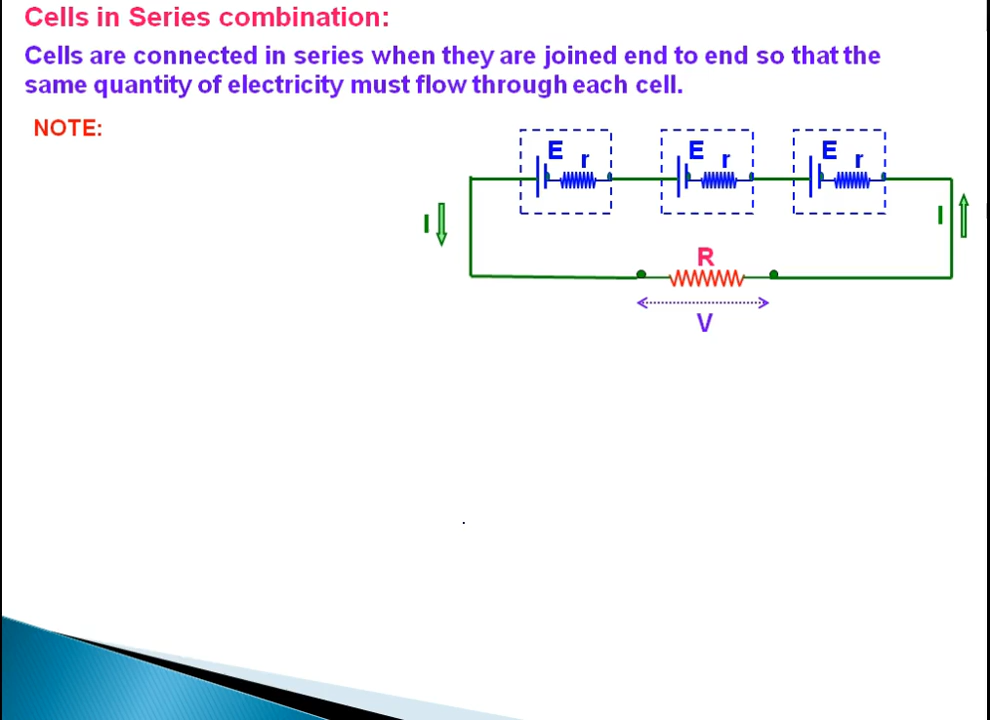 Cells in Series combination:
Cells are connected in series when they are joined end to end so that the
same quantity of electricity must flow through each cell.
NOTE:
E r E r E r
I I
R
V